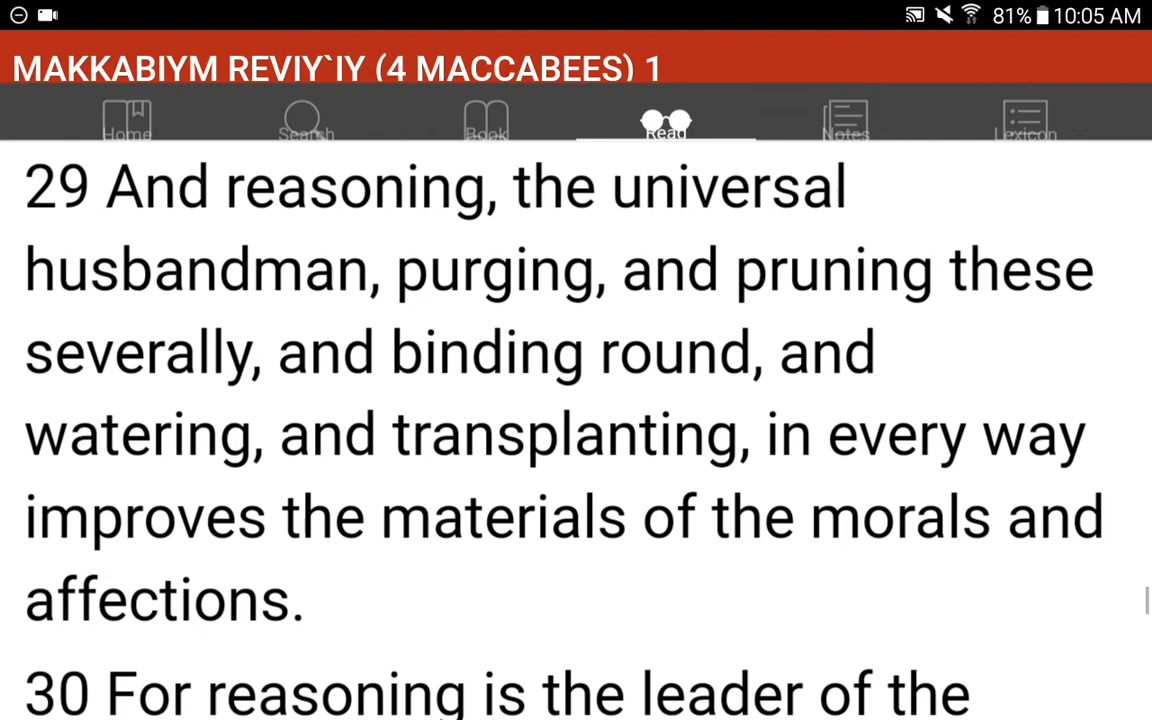 81% 10:05 AM
MAKKABIYM REVIY`IY (4 MACCABEES) 1
Home Search Book Read Notes Lexicon
29 And reasoning, the universal
husbandman, purging, and pruning these
severally, and binding round, and
watering, and transplanting, in every way
improves the materials of the morals and
affections.
30 For reasoning is the leader of the